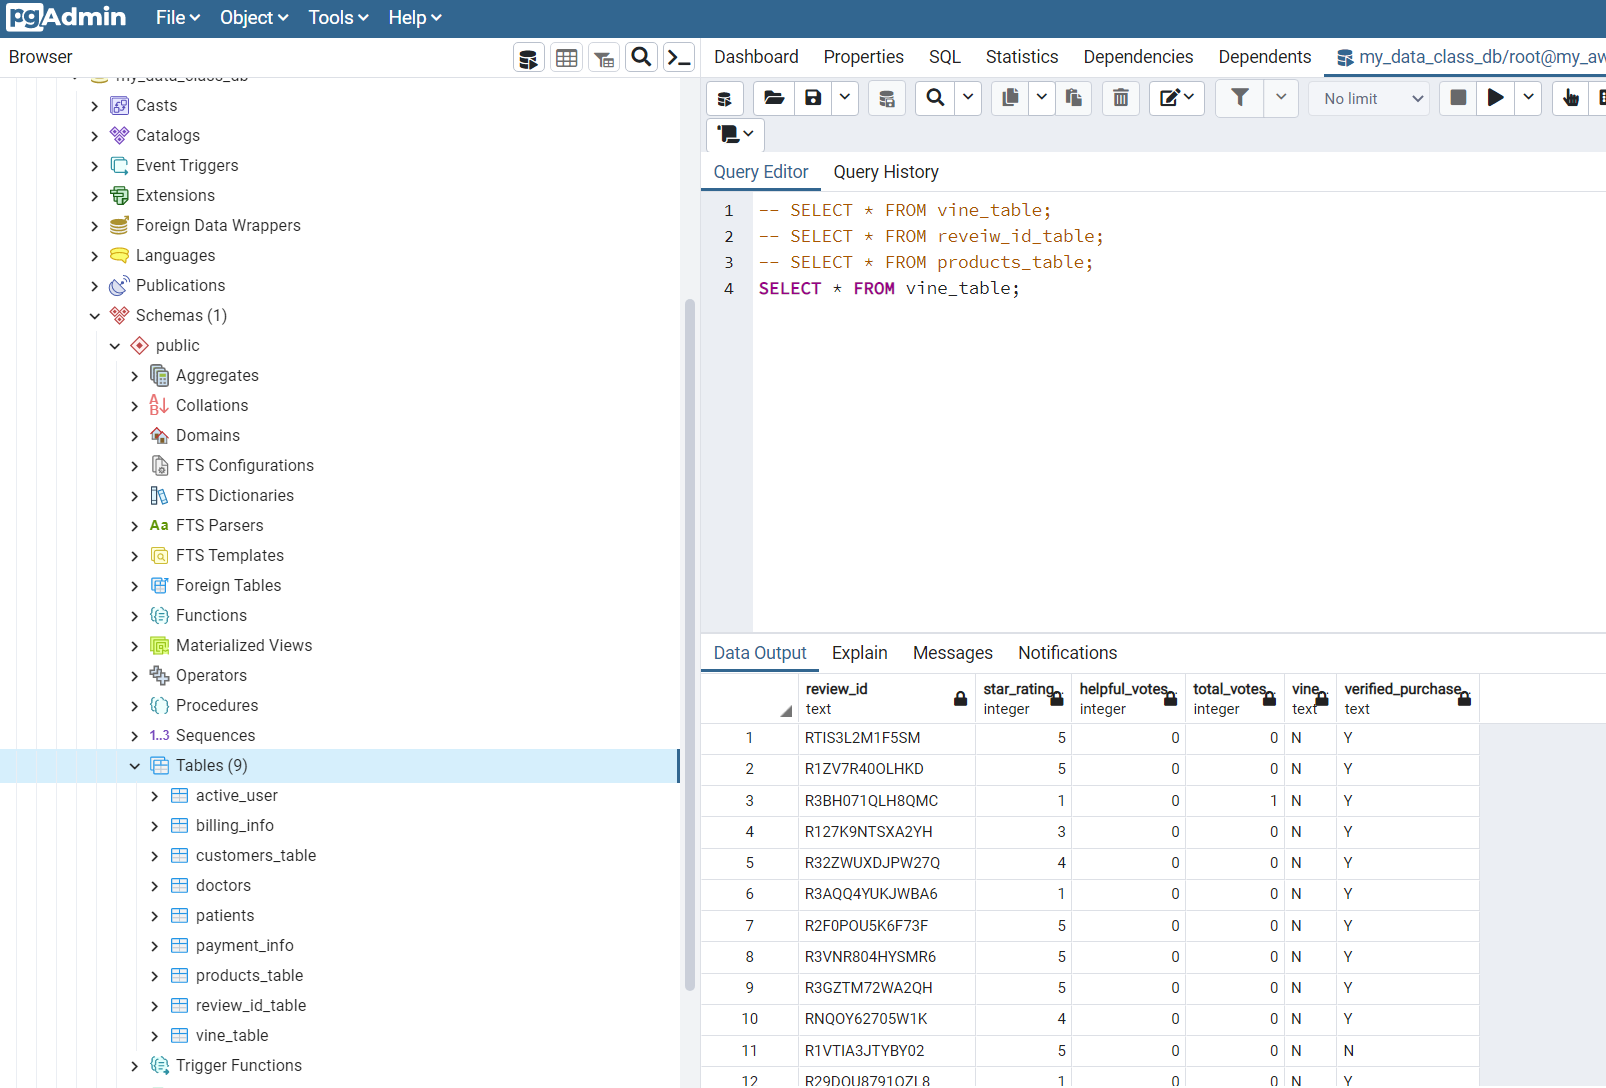 pgAdmin File Object Tools Help
Browser
Dashboard Properties SQL Statistics Dependencies Dependents my_data_class_db/root@my_aw
my_data_class_db
Casts
Catalogs
Event Triggers
Extensions
Foreign Data Wrappers
Languages
Publications
Schemas (1)
public
Aggregates
Collations
Domains
FTS Configurations
FTS Dictionaries
Aa FTS Parsers
FTS Templates
Foreign Tables
Functions
Materialized Views
Operators
Procedures
1..3 Sequences
Tables (9)
active_user
billing_info
customers_table
doctors
patients
payment_info
products_table
review_id_table
vine_table
Trigger Functions
No limit
Query Editor Query History
1 -- SELECT * FROM vine_table;
2 -- SELECT * FROM reveiw_id_table;
3 -- SELECT * FROM products_table;
4 SELECT * FROM vine_table;
Data Output Explain Messages Notifications
review_id star_rating helpful_votes total_votes vine verified_purchase
text integer integer integer text text
1 RTIS3L2M1F5SM 5 0 0 N Y
2 R1ZV7R40OLHKD 5 0 0 N Y
3 R3BH071QLH8QMC 1 0 1 N Y
4 R127K9NTSXA2YH 3 0 0 N Y
5 R32ZWUXDJPW27Q 4 0 0 N Y
6 R3AQQ4YUKJWBA6 1 0 0 N Y
7 R2F0POU5K6F73F 5 0 0 N Y
8 R3VNR804HYSMR6 5 0 0 N Y
9 R3GZTM72WA2QH 5 0 0 N Y
10 RNQOY62705W1K 4 0 0 N Y
11 R1VTIA3JTYBY02 5 0 0 N N
12 R29DOU8791OZL8 1 0 0 N Y